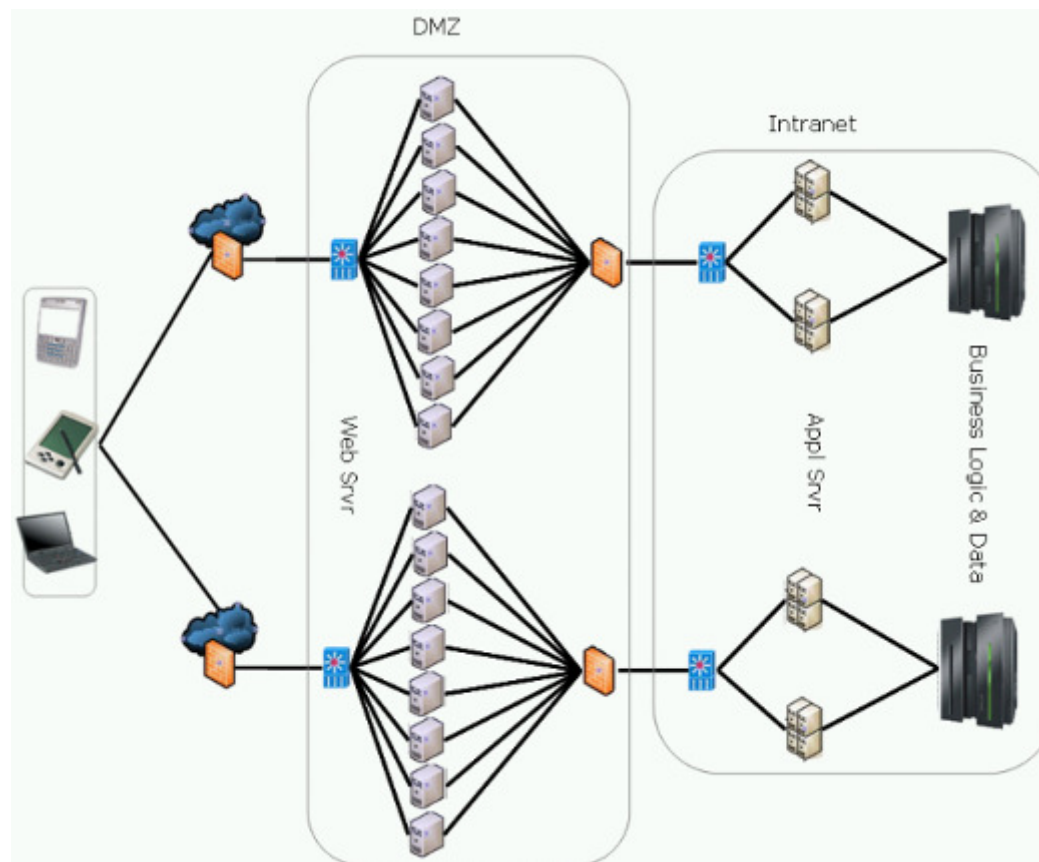 DMZ
Intranet
Web Srvr
Appl Srvr
Business Logic & Data